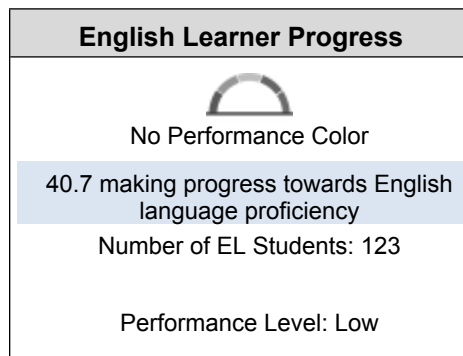 English Learner Progress
No Performance Color
40.7 making progress towards English
language proficiency
Number of EL Students: 123
Performance Level: Low